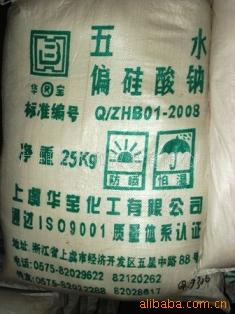 五水
华®宝
偏硅酸钠
标准编号 Q/ZHB01-2008
净重 25Kg
防晒 怕湿
上虞华宝化工有限公司
通过ISO9001质量体系认证
地址:浙江省上虞市经济开发区五星中路88号
电话:0575-82029662 82120262
alibaba.com.cn